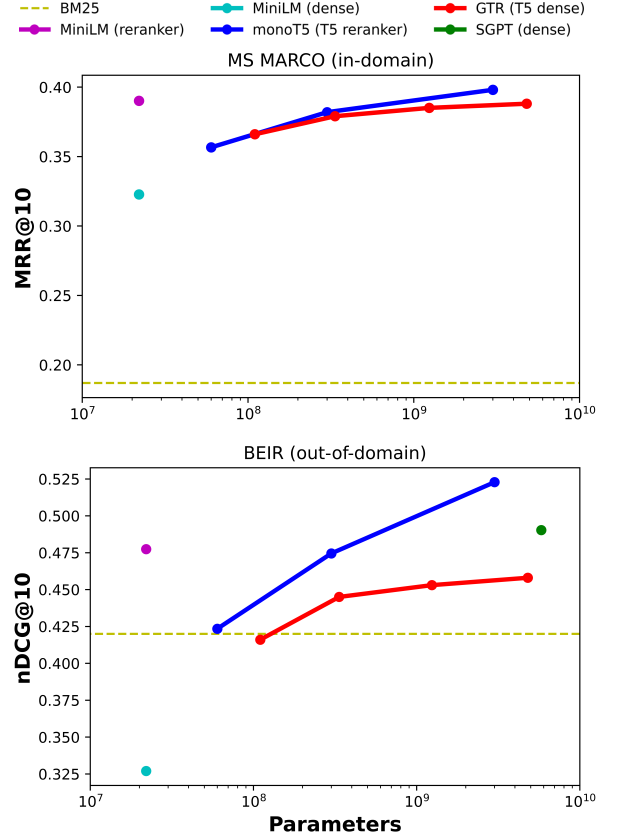 BM25 MiniLM (dense) GTR (T5 dense)
MiniLM (reranker) monoT5 (T5 reranker) SGPT (dense)
MS MARCO (in-domain)
0.40
0.35
0.30
0.25
0.20
MRR@10
10⁷ 10⁸ 10⁹ 10¹⁰
BEIR (out-of-domain)
0.525
0.500
0.475
0.450
0.425
0.400
0.375
0.350
0.325
nDCG@10
10⁷ 10⁸ 10⁹ 10¹⁰
Parameters